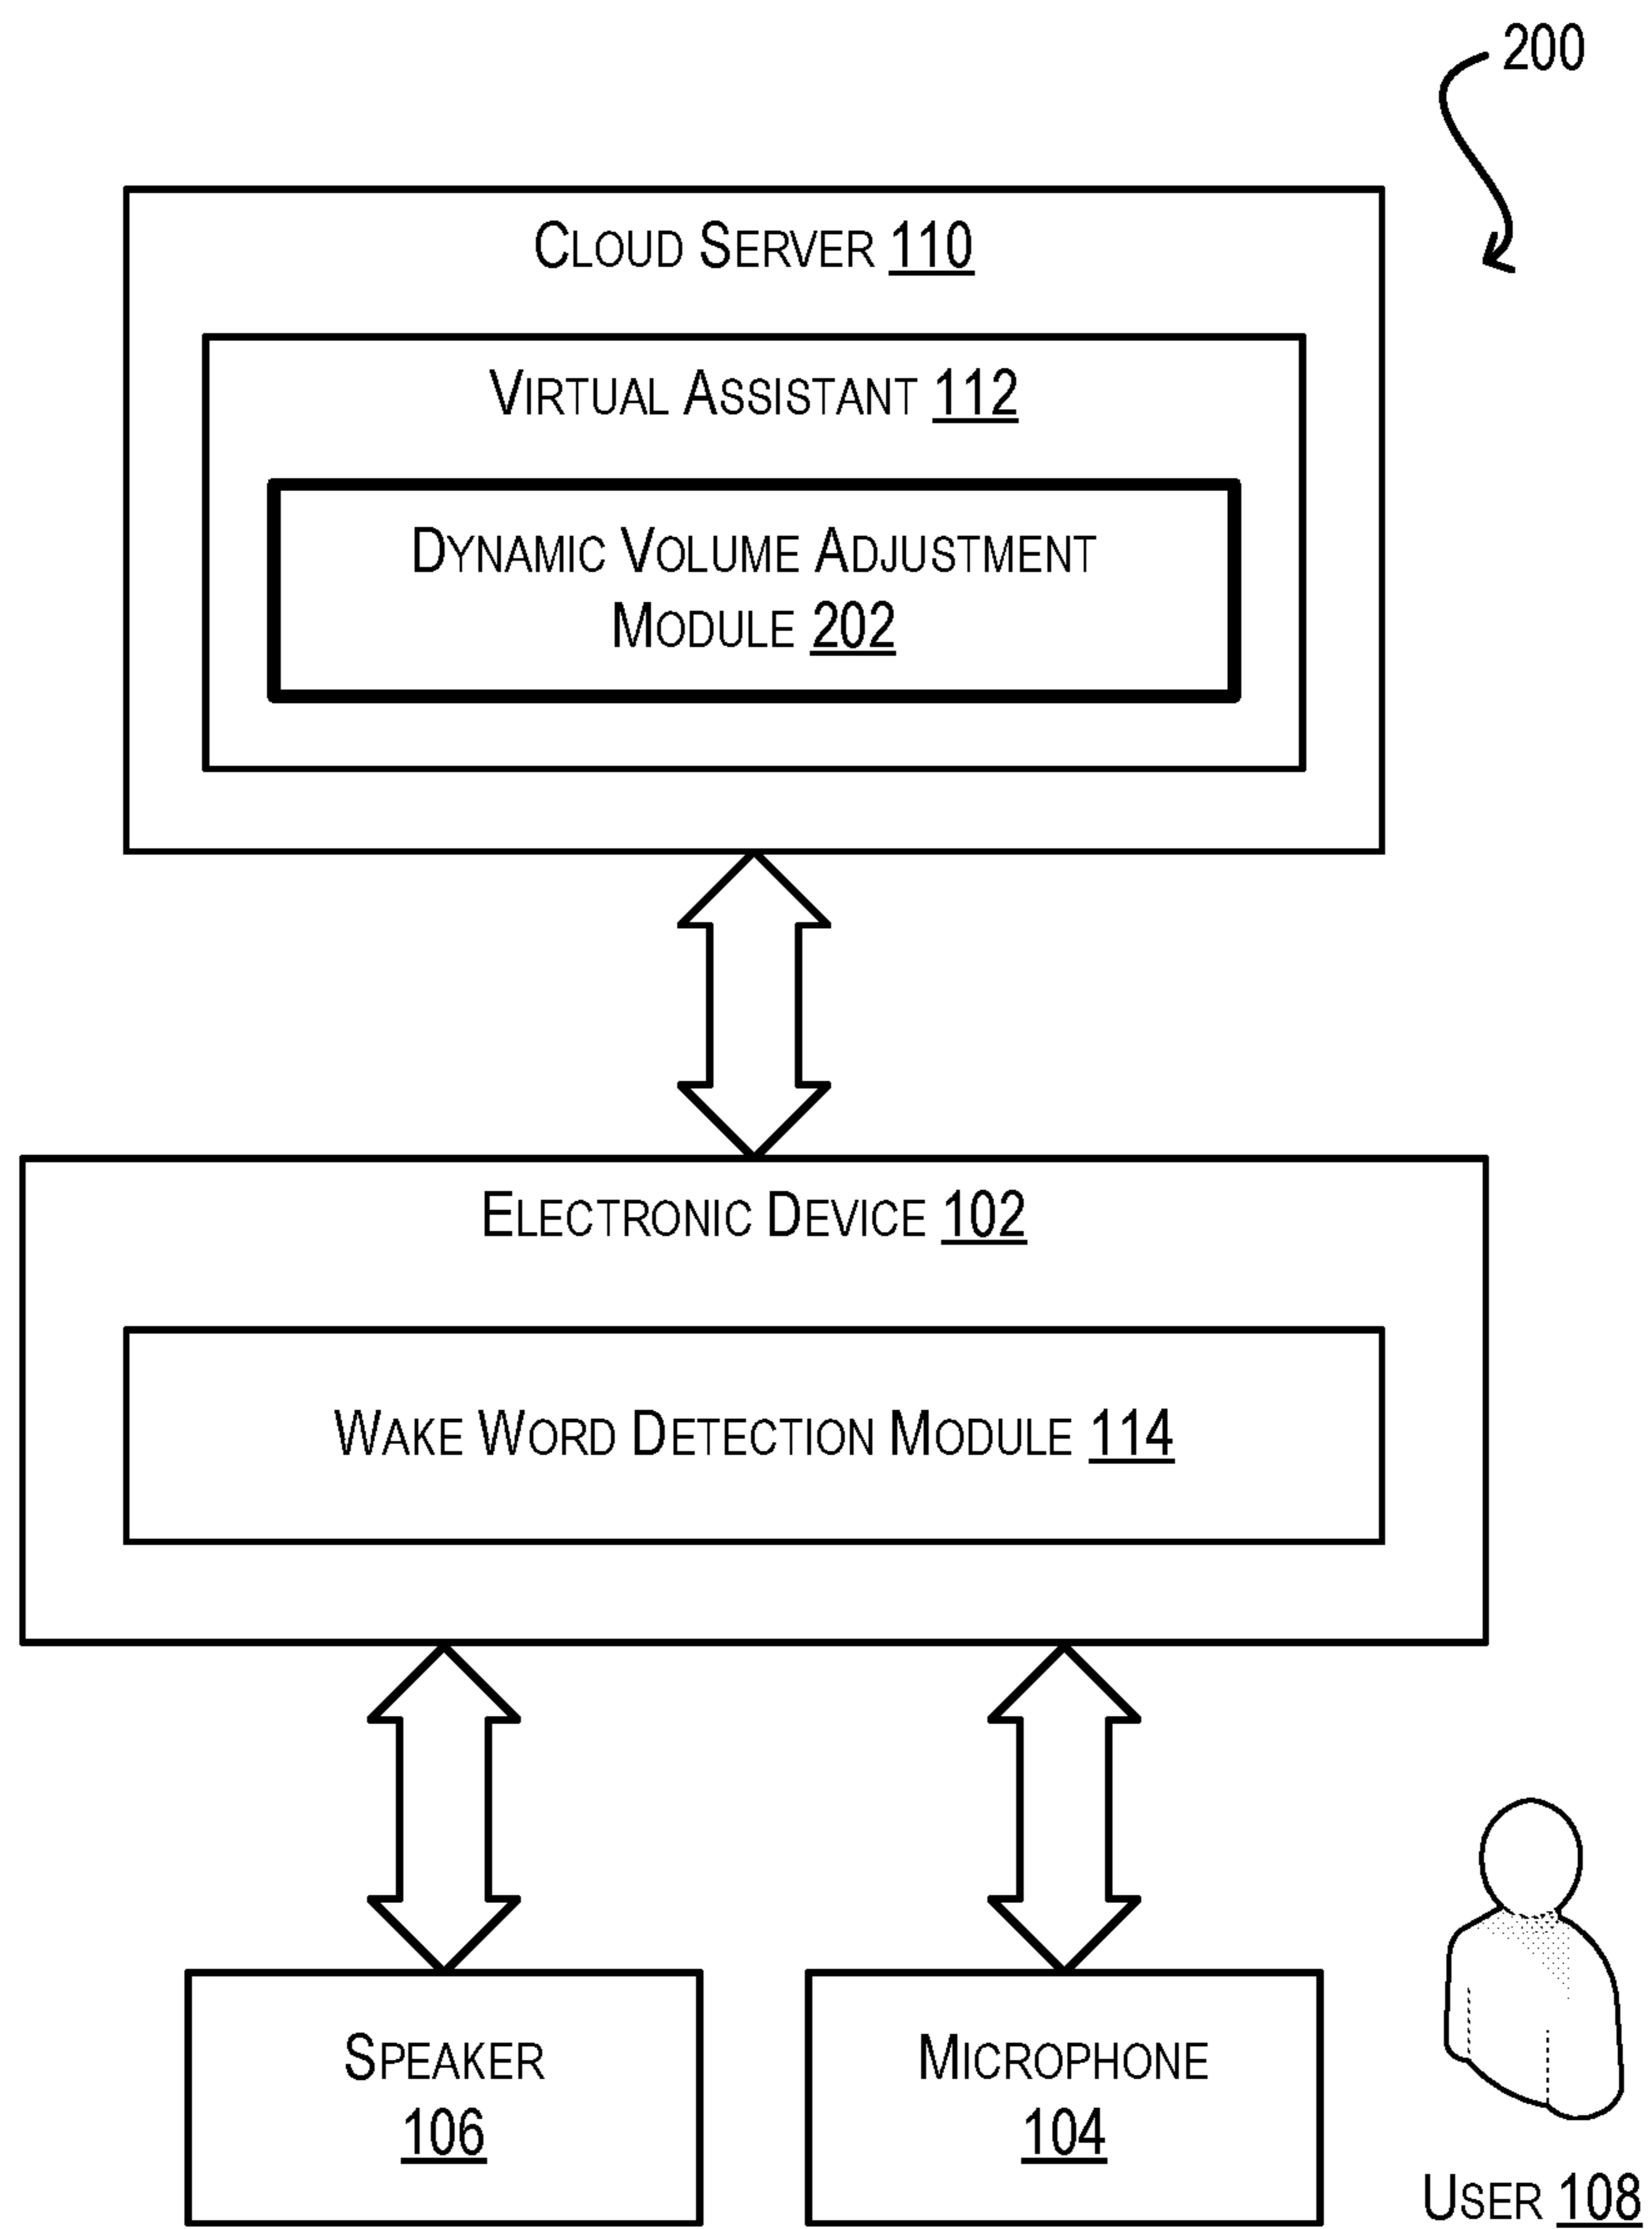 200
CLOUD SERVER 110
VIRTUAL ASSISTANT 112
DYNAMIC VOLUME ADJUSTMENT
MODULE 202
ELECTRONIC DEVICE 102
WAKE WORD DETECTION MODULE 114
SPEAKER
106
MICROPHONE
104
USER 108